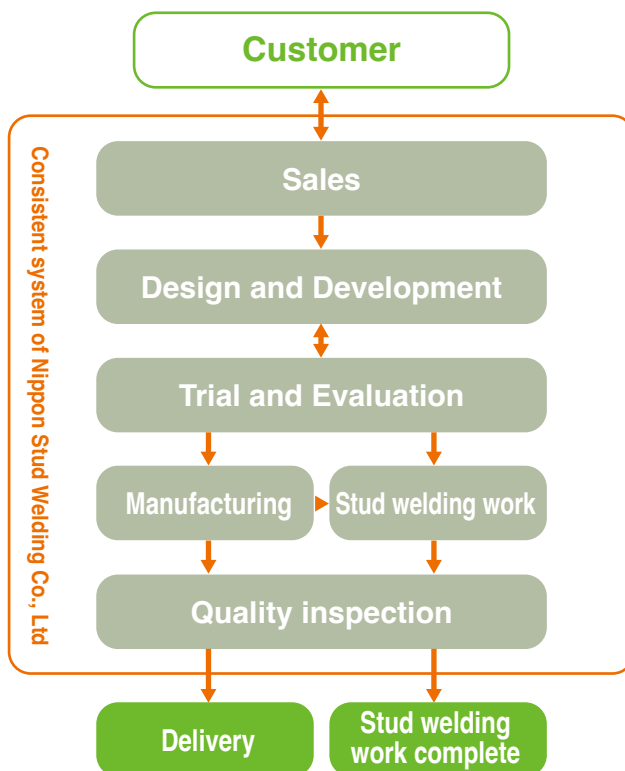 Customer
Consistent system of Nippon Stud Welding Co., Ltd
Sales
Design and Development
Trial and Evaluation
Manufacturing
Stud welding work
Quality inspection
Delivery
Stud welding
work complete